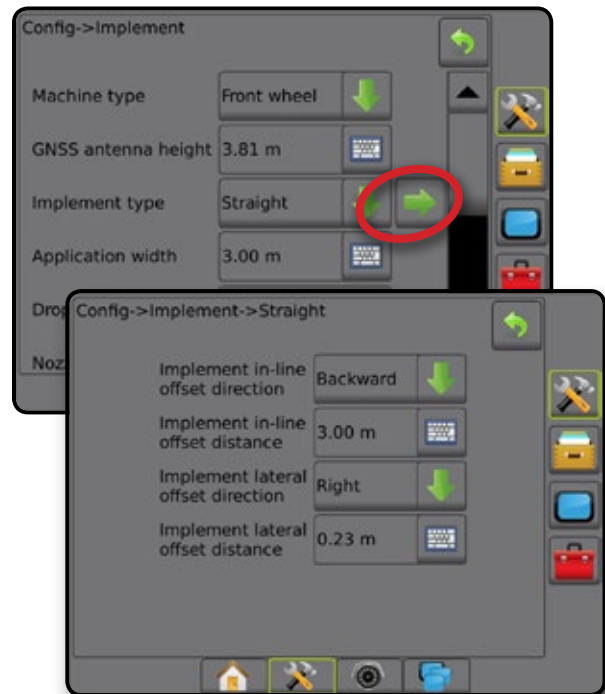 Config->Implement
Machine type Front wheel
GNSS antenna height 3.81 m
Implement type Straight
Application width 3.00 m
Config->Implement->Straight
Implement in-line
offset direction Backward
Implement in-line
offset distance 3.00 m
Implement lateral
offset direction Right
Implement lateral
offset distance 0.23 m